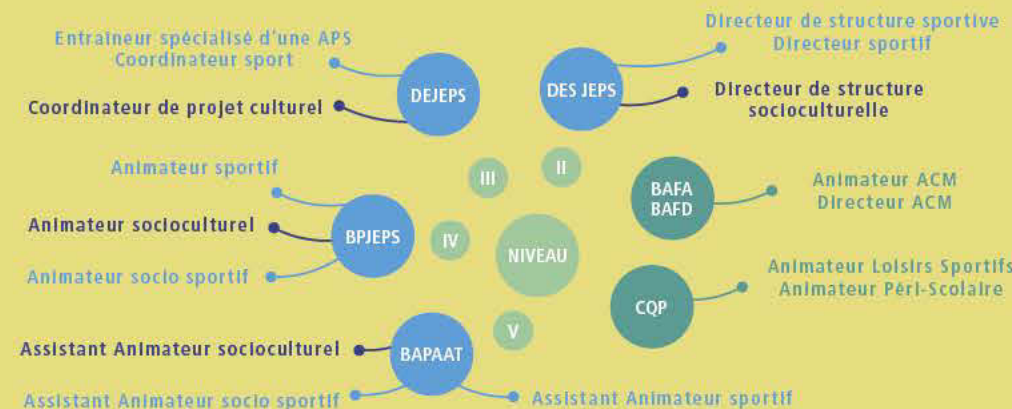 Entraîneur spécialisé d'une APS
Coordinateur sport
Coordinateur de projet culturel
DEJEPS
Directeur de structure sportive
Directeur sportif
DES JEPS
Directeur de structure
socioculturelle
III
II
Animateur sportif
Animateur socioculturel
Animateur socio sportif
BPJEPS
IV
NIVEAU
BAFA
BAFD
Animateur ACM
Directeur ACM
CQP
Animateur Loisirs Sportifs
Animateur Péri-Scolaire
V
Assistant Animateur socioculturel
BAPAAT
Assistant Animateur socio sportif
Assistant Animateur sportif